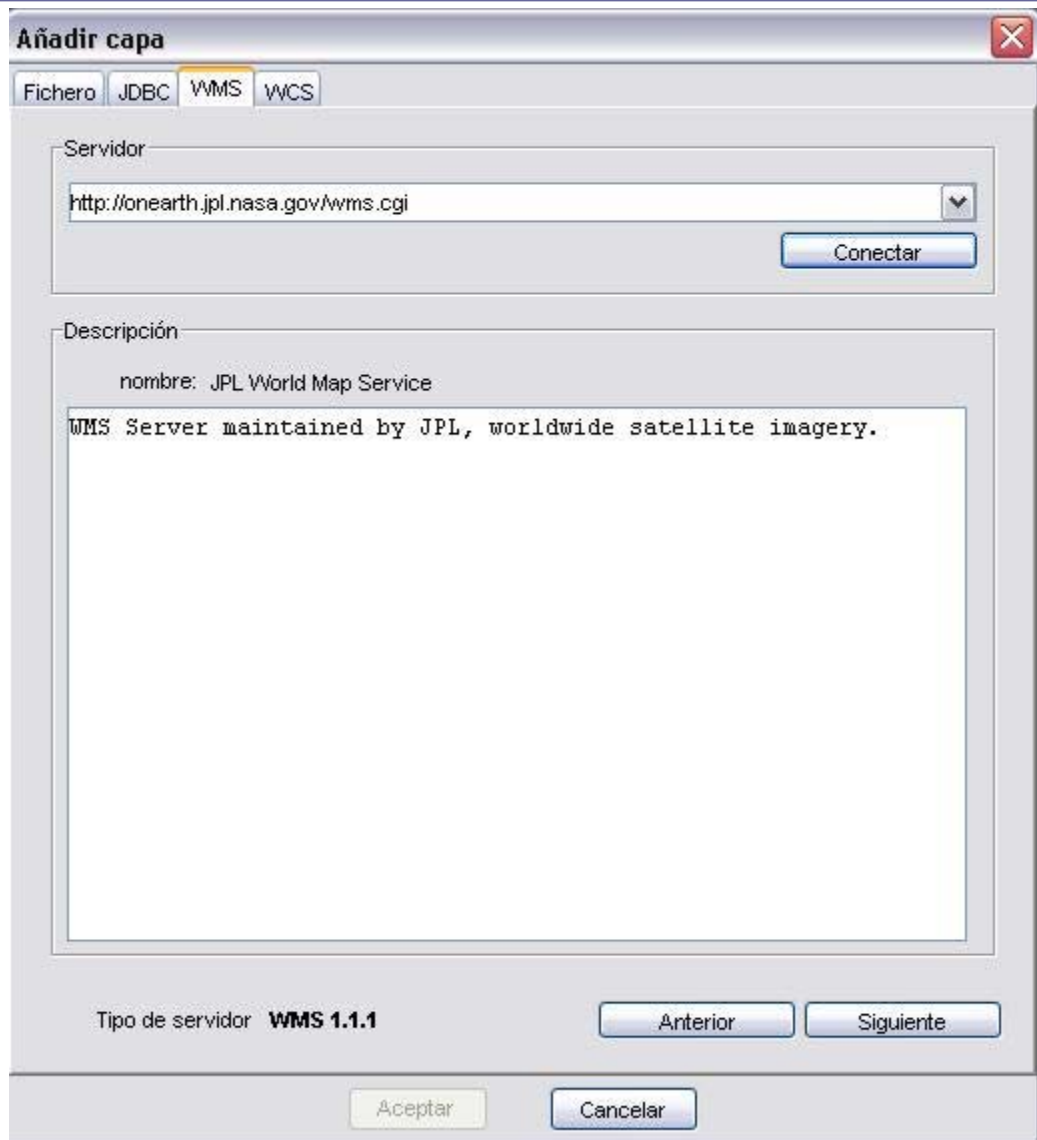 Añadir capa
Fichero JDBC WMS WCS
Servidor
http://onearth.jpl.nasa.gov/wms.cgi
Conectar
Descripción
nombre: JPL World Map Service
WMS Server maintained by JPL, worldwide satellite imagery.
Tipo de servidor WMS 1.1.1 Anterior Siguiente
Aceptar Cancelar